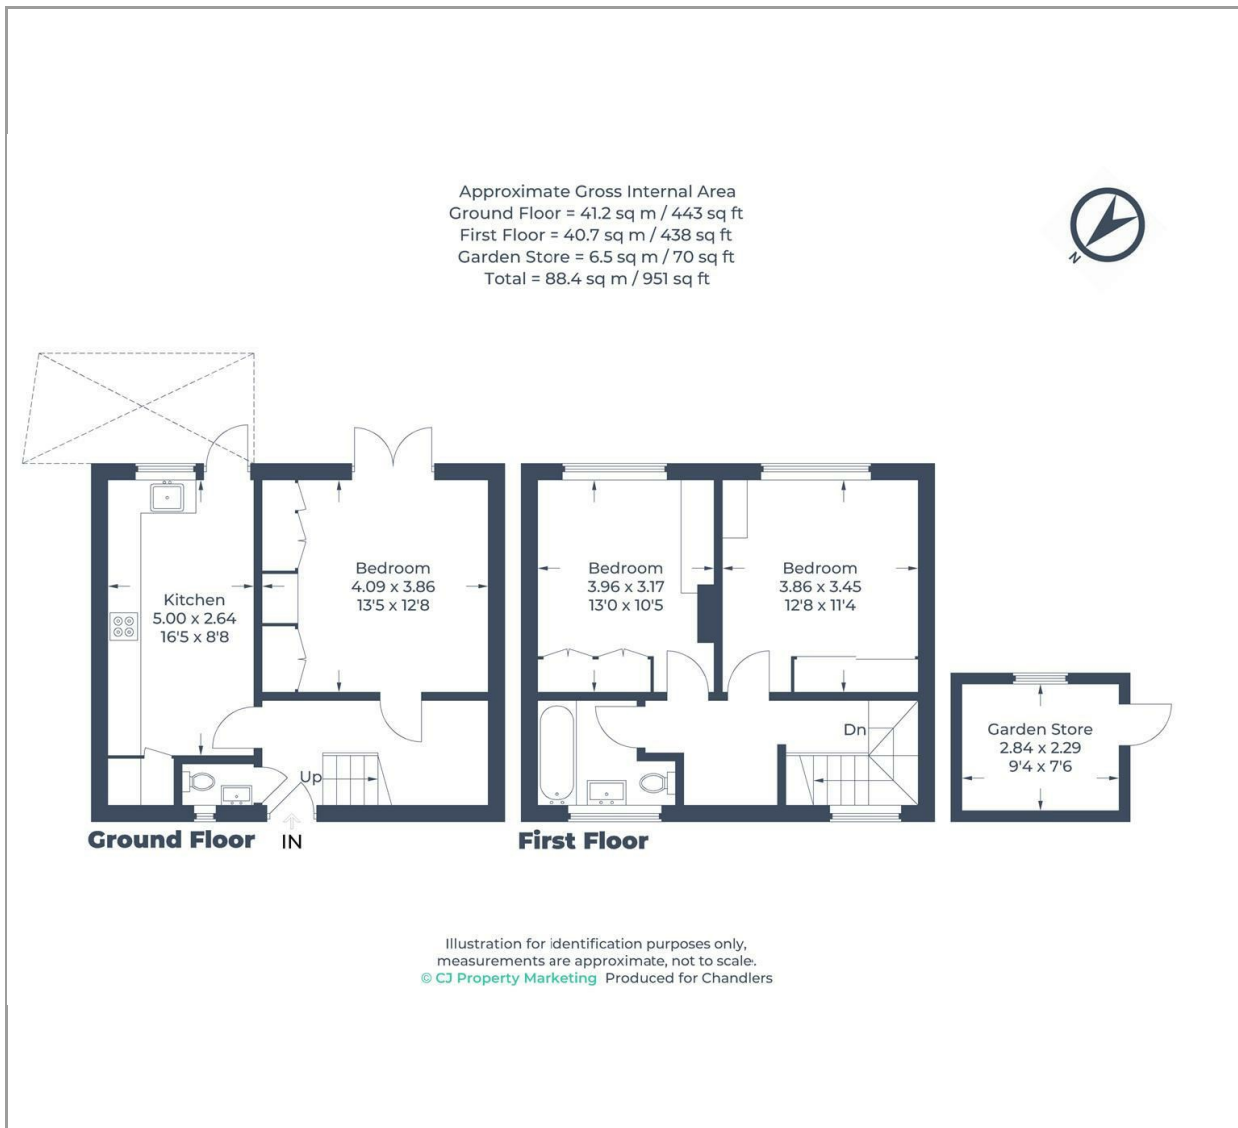 Approximate Gross Internal Area
Ground Floor = 41.2 sq m / 443 sq ft
First Floor = 40.7 sq m / 438 sq ft
Garden Store = 6.5 sq m / 70 sq ft
Total = 88.4 sq m / 951 sq ft
N
Kitchen
5.00 x 2.64
16'5 x 8'8
Bedroom
4.09 x 3.86
13'5 x 12'8
Up
Ground Floor
IN
Bedroom
3.96 x 3.17
13'0 x 10'5
Bedroom
3.86 x 3.45
12'8 x 11'4
Dn
First Floor
Garden Store
2.84 x 2.29
9'4 x 7'6
Illustration for identification purposes only,
measurements are approximate, not to scale.
© CJ Property Marketing Produced for Chandlers